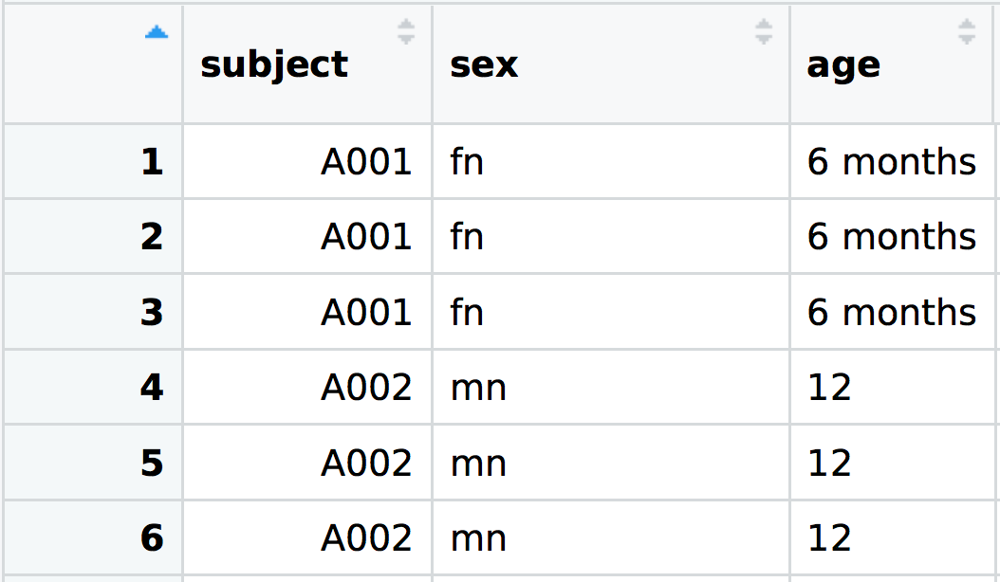 subject sex age
1 A001 fn 6 months
2 A001 fn 6 months
3 A001 fn 6 months
4 A002 mn 12
5 A002 mn 12
6 A002 mn 12